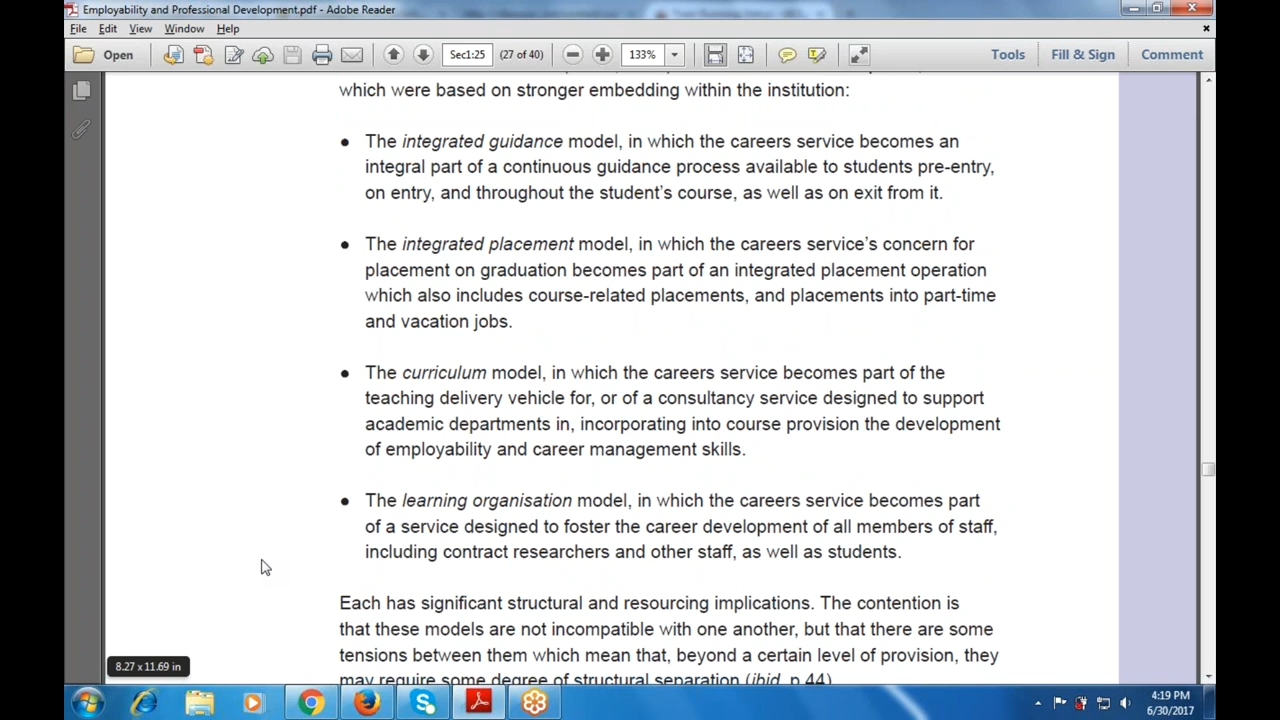 Employability and Professional Development.pdf - Adobe Reader
File Edit View Window Help
Open Sec1:25 (27 of 40) 133% Tools Fill & Sign Comment
which were based on stronger embedding within the institution:
● The integrated guidance model, in which the careers service becomes an
integral part of a continuous guidance process available to students pre-entry,
on entry, and throughout the student's course, as well as on exit from it.
● The integrated placement model, in which the careers service's concern for
placement on graduation becomes part of an integrated placement operation
which also includes course-related placements, and placements into part-time
and vacation jobs.
● The curriculum model, in which the careers service becomes part of the
teaching delivery vehicle for, or of a consultancy service designed to support
academic departments in, incorporating into course provision the development
of employability and career management skills.
● The learning organisation model, in which the careers service becomes part
of a service designed to foster the career development of all members of staff,
including contract researchers and other staff, as well as students.
Each has significant structural and resourcing implications. The contention is
that these models are not incompatible with one another, but that there are some
tensions between them which mean that, beyond a certain level of provision, they
may require some degree of structural separation (ibid, p.44)
8.27 x 11.69 in
4:19 PM
6/30/2017